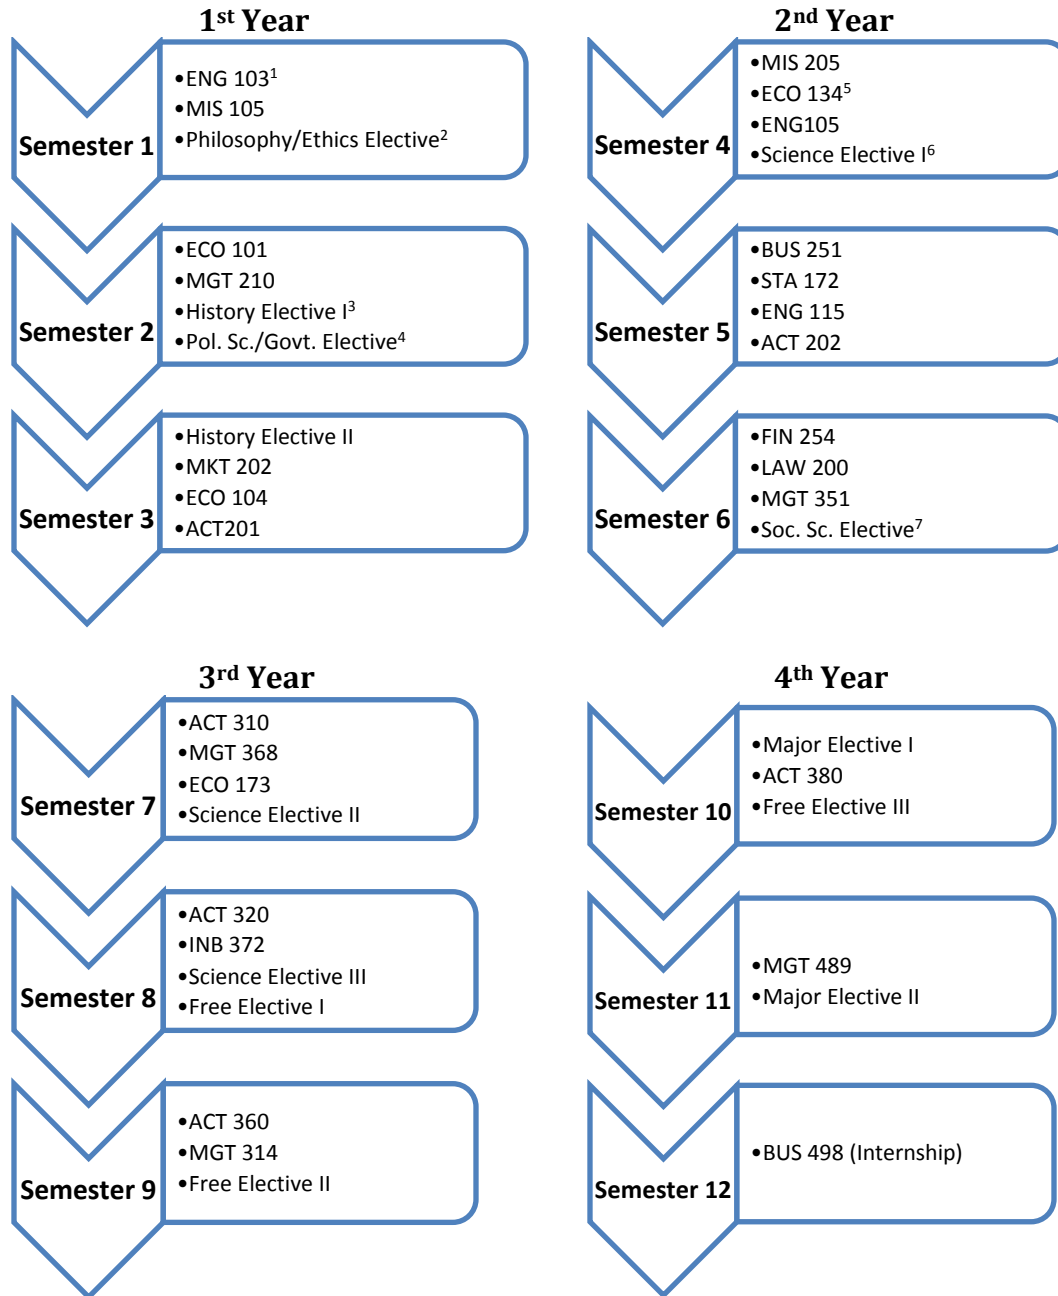 1st Year
Semester 1
•ENG 1031
•MIS 105
•Philosophy/Ethics Elective2
Semester 2
•ECO 101
•MGT 210
•History Elective I3
•Pol. Sc./Govt. Elective4
Semester 3
•History Elective II
•MKT 202
•ECO 104
•ACT201
2nd Year
Semester 4
•MIS 205
•ECO 1345
•ENG105
•Science Elective I6
Semester 5
•BUS 251
•STA 172
•ENG 115
•ACT 202
Semester 6
•FIN 254
•LAW 200
•MGT 351
•Soc. Sc. Elective7
3rd Year
Semester 7
•ACT 310
•MGT 368
•ECO 173
•Science Elective II
Semester 8
•ACT 320
•INB 372
•Science Elective III
•Free Elective I
Semester 9
•ACT 360
•MGT 314
•Free Elective II
4th Year
Semester 10
•Major Elective I
•ACT 380
•Free Elective III
Semester 11
•MGT 489
•Major Elective II
Semester 12
•BUS 498 (Internship)